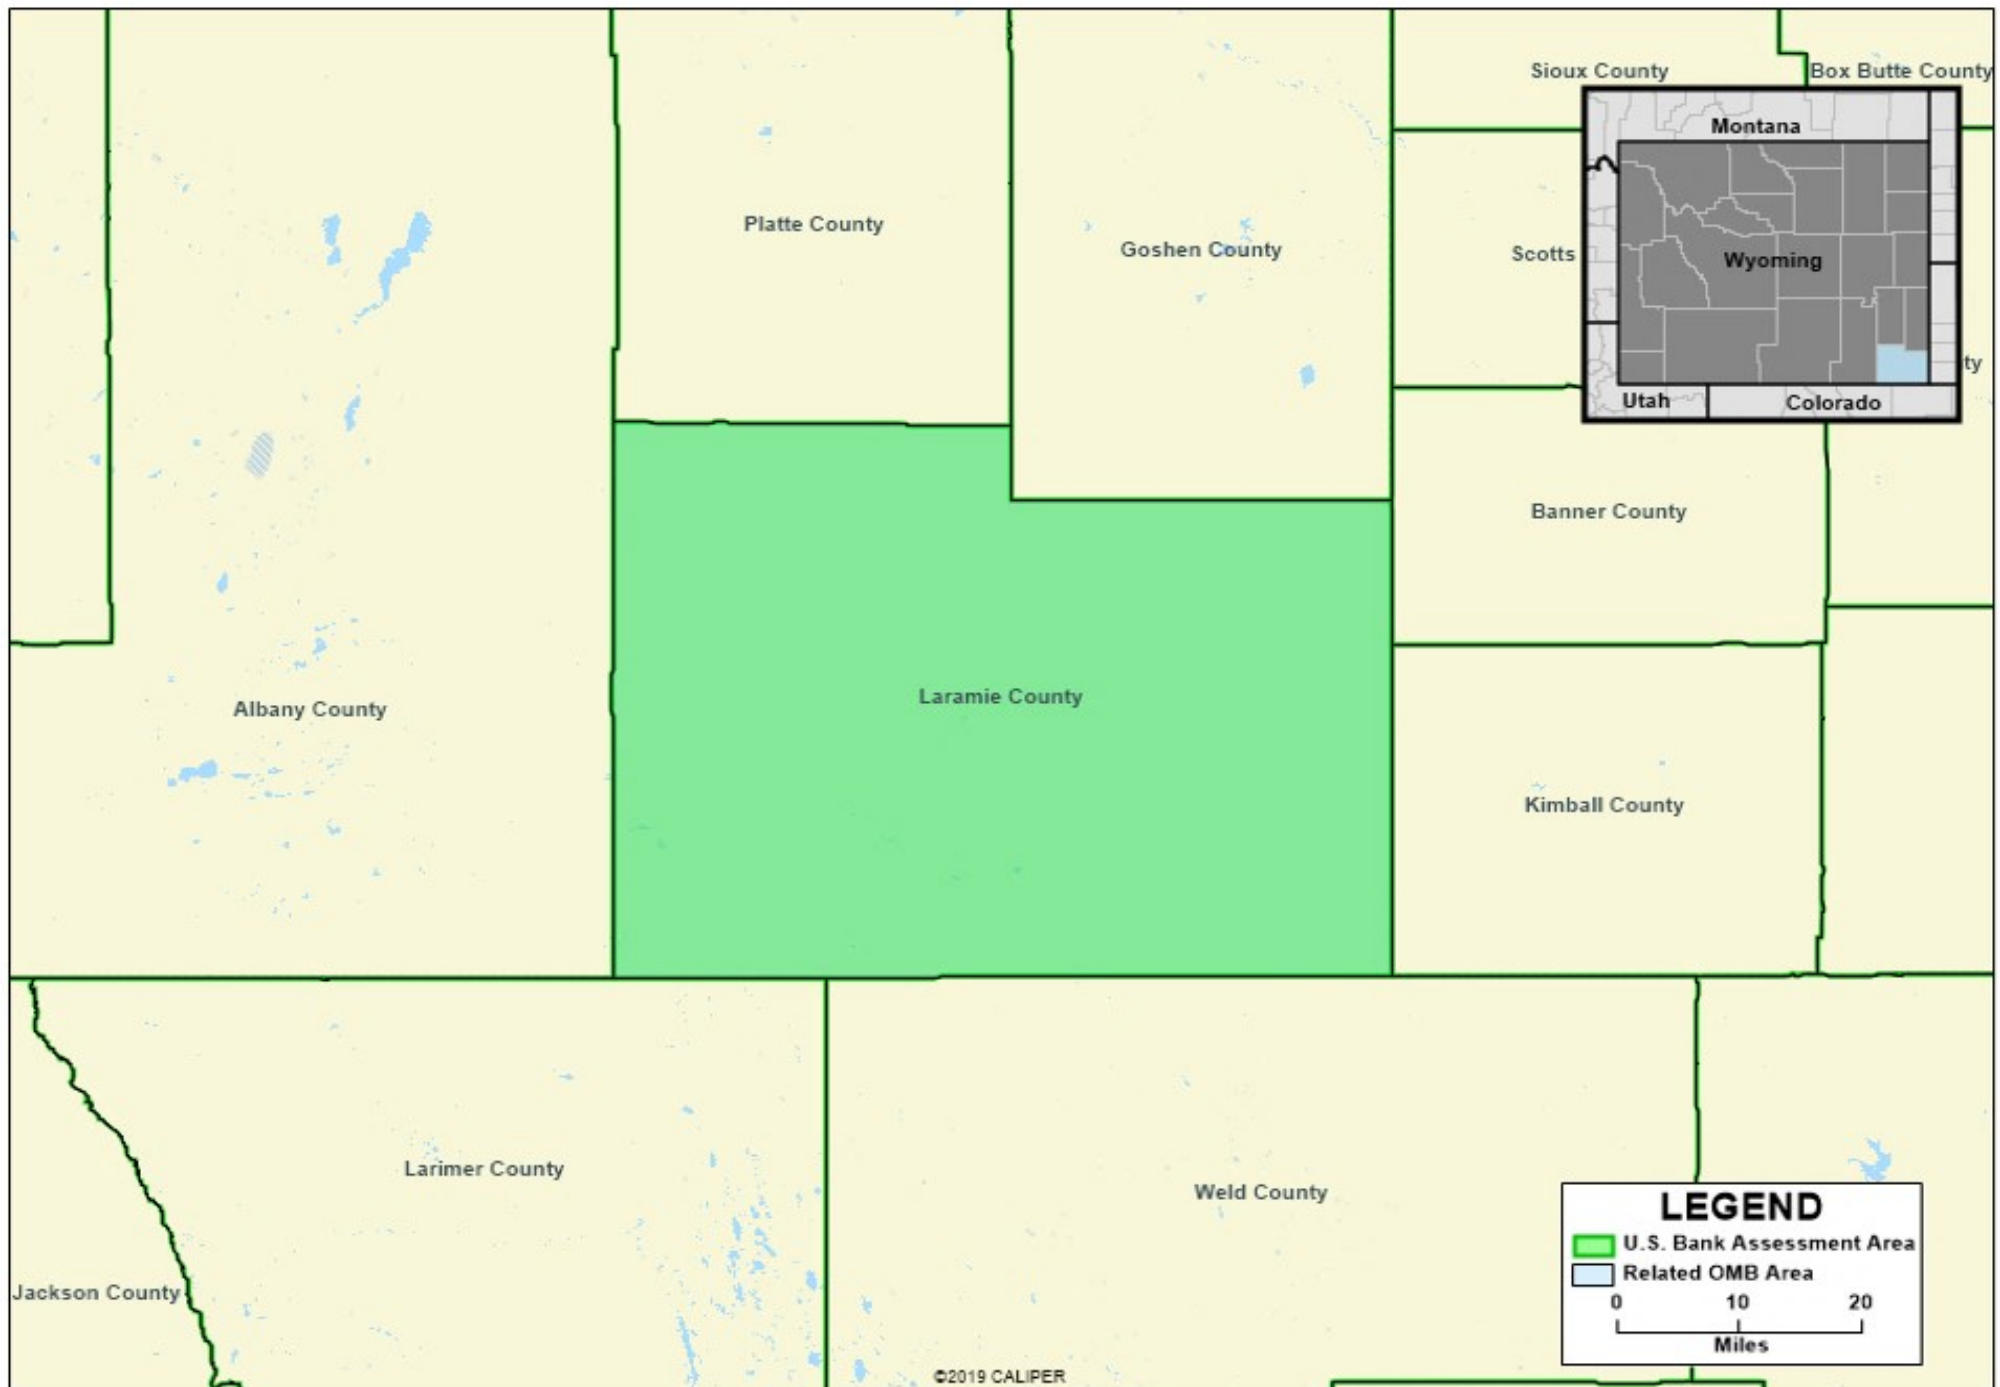 Sioux County
Box Butte County
Montana
Platte County
Goshen County
Scotts
Wyoming
ty
Utah
Colorado
Banner County
Laramie County
Albany County
Kimball County
Larimer County
Weld County
LEGEND
U.S. Bank Assessment Area
Related OMB Area
0 10 20
Miles
Jackson County
©2019 CALIPER